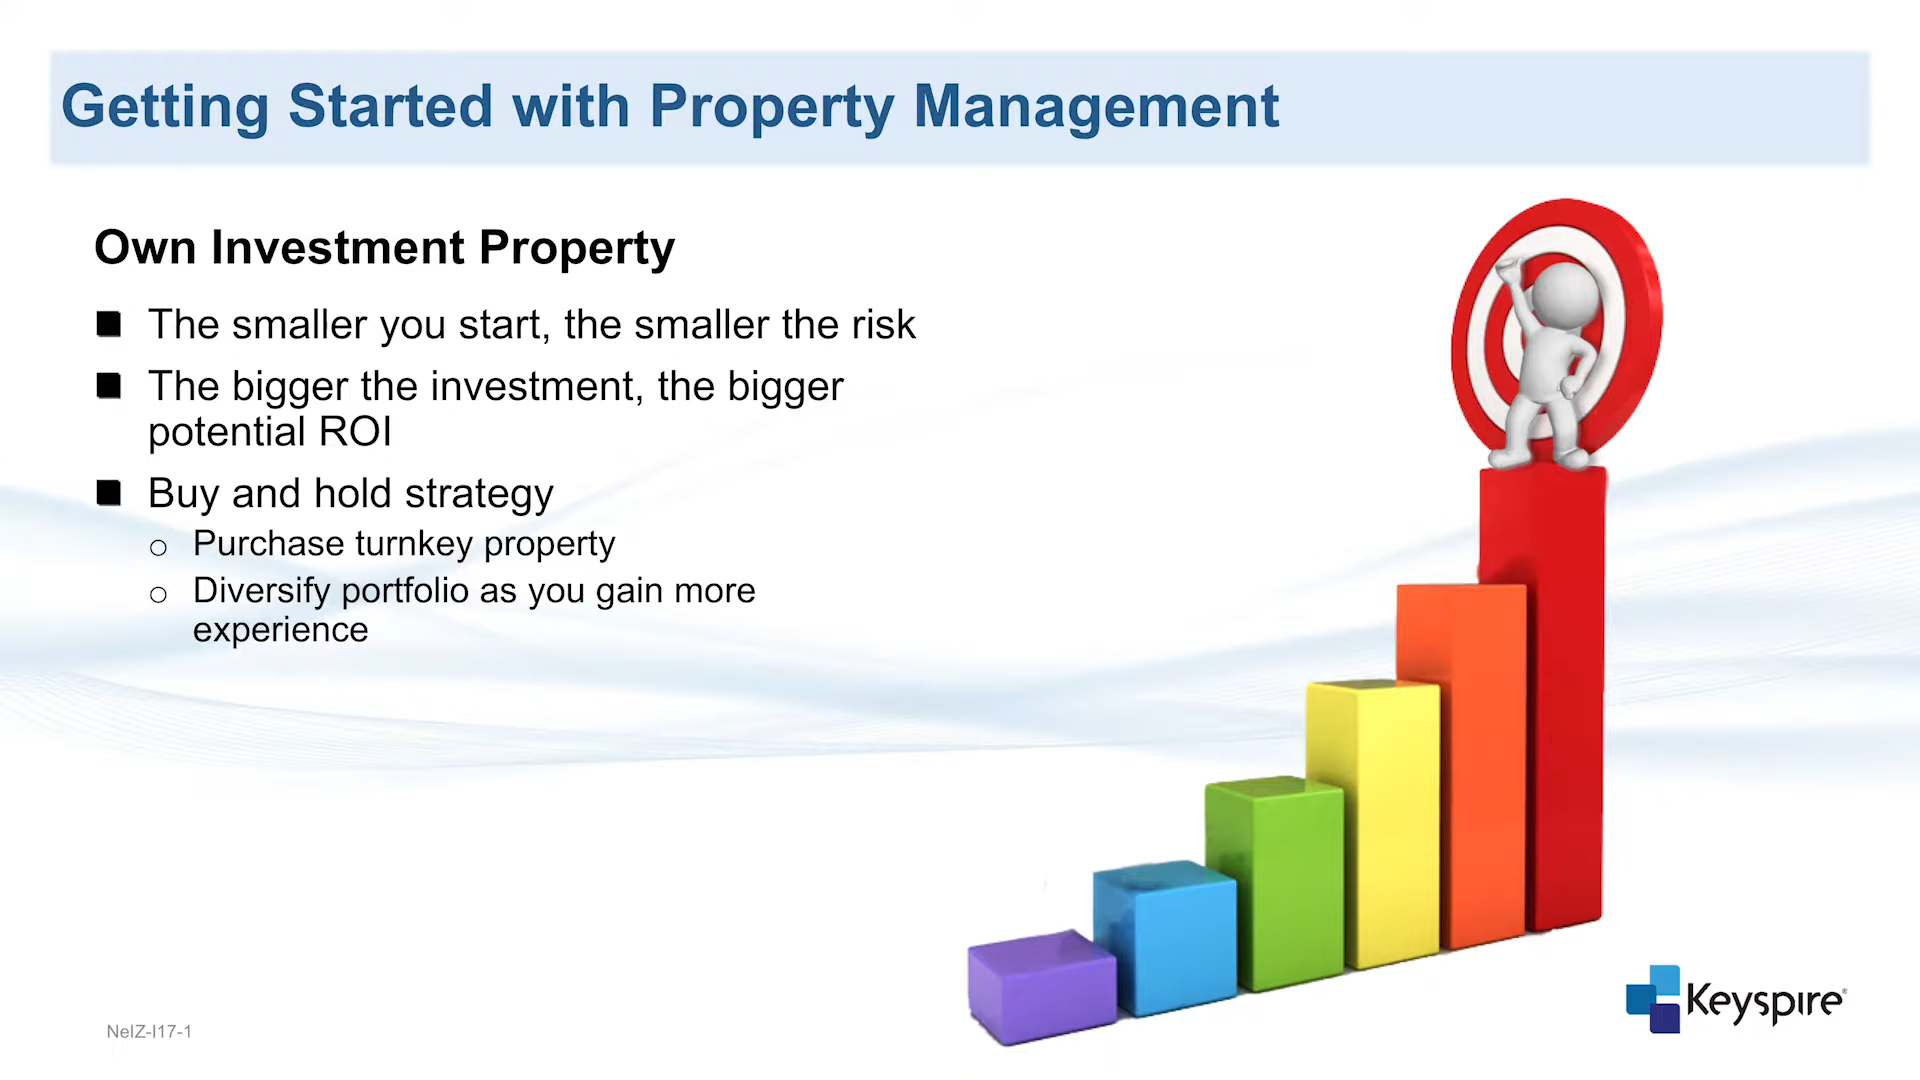 Getting Started with Property Management
Own Investment Property
The smaller you start, the smaller the risk
The bigger the investment, the bigger
potential ROI
Buy and hold strategy
Purchase turnkey property
Diversify portfolio as you gain more
experience
NeIZ-I17-1
Keyspire®